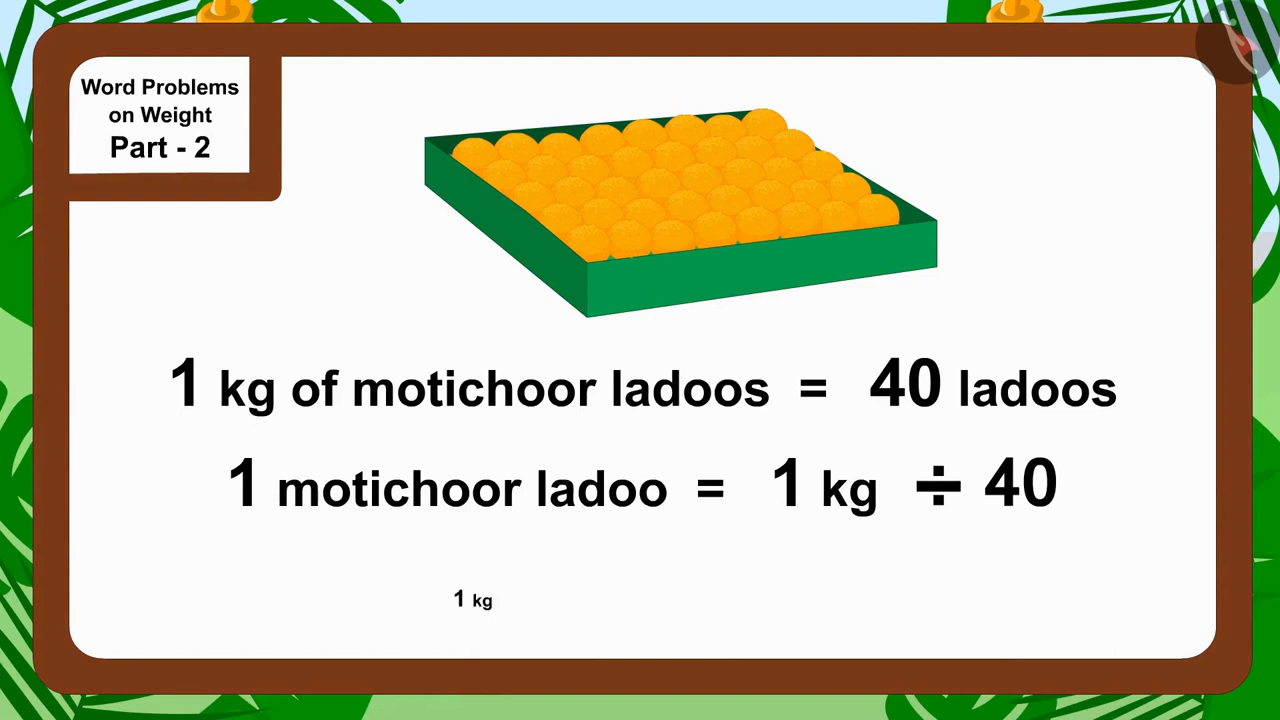 Word Problems
on Weight
Part - 2
1 kg of motichoor ladoos = 40 ladoos
1 motichoor ladoo = 1 kg ÷ 40
1 kg